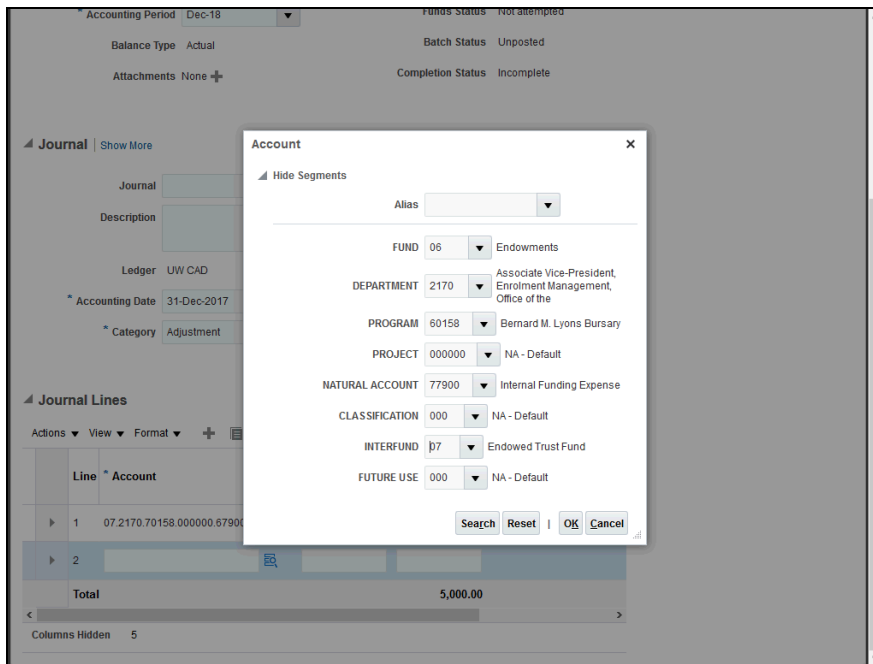 * Accounting Period Dec-18
Funds Status Not attempted
Balance Type Actual
Batch Status Unposted
Attachments None
Completion Status Incomplete
Journal | Show More
Journal
Description
Ledger UW CAD
* Accounting Date 31-Dec-2017
* Category Adjustment
Account
Hide Segments
Alias
FUND 06 Endowments
DEPARTMENT 2170 Associate Vice-President,
Enrolment Management,
Office of the
PROGRAM 60158 Bernard M. Lyons Bursary
PROJECT 000000 NA - Default
NATURAL ACCOUNT 77900 Internal Funding Expense
CLASSIFICATION 000 NA - Default
INTERFUND 07 Endowed Trust Fund
FUTURE USE 000 NA - Default
Search Reset | OK Cancel
Journal Lines
Actions View Format
Line * Account
1 07.2170.70158.000000.67900
2
Total 5,000.00
Columns Hidden 5